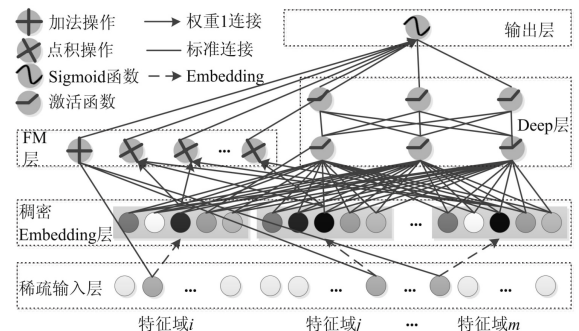 加法操作 权重1连接
点积操作 标准连接
Sigmoid函数 Embedding
激活函数
输出层
Deep层
FM
层
...
稠密
Embedding层
...
稀疏输入层
... ... ... ...
特征域i 特征域j ... 特征域m